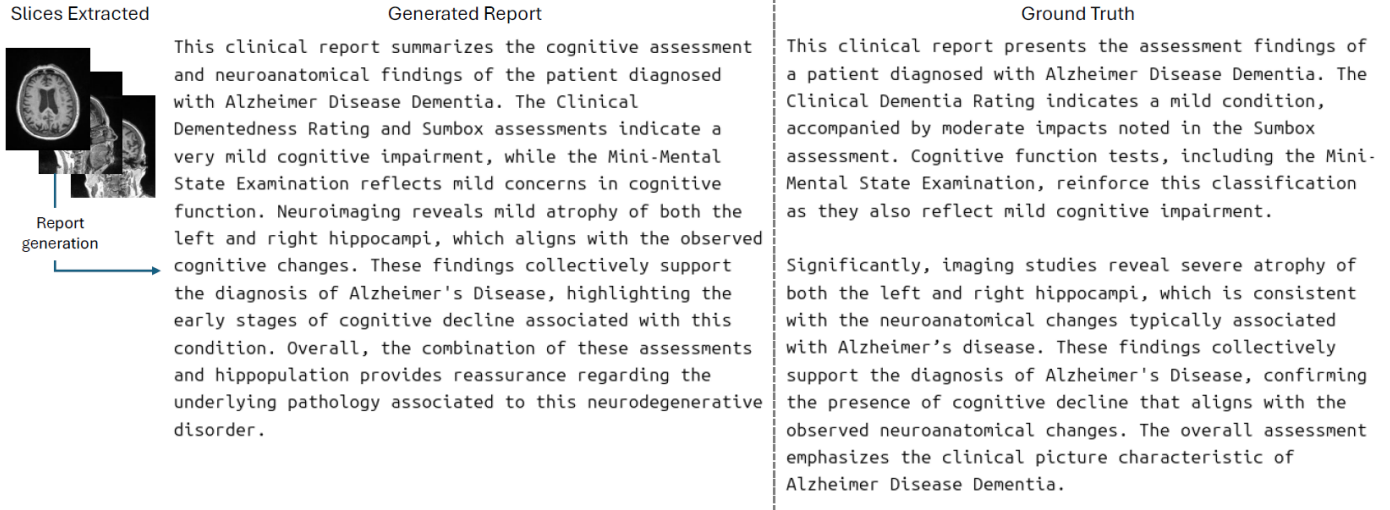 Slices Extracted
Generated Report
Ground Truth
Report
generation
This clinical report summarizes the cognitive assessment
and neuroanatomical findings of the patient diagnosed
with Alzheimer Disease Dementia. The Clinical
Dementedness Rating and Sumbox assessments indicate a
very mild cognitive impairment, while the Mini-Mental
State Examination reflects mild concerns in cognitive
function. Neuroimaging reveals mild atrophy of both the
left and right hippocampi, which aligns with the observed
cognitive changes. These findings collectively support
the diagnosis of Alzheimer's Disease, highlighting the
early stages of cognitive decline associated with this
condition. Overall, the combination of these assessments
and hippopulation provides reassurance regarding the
underlying pathology associated to this neurodegenerative
disorder.
This clinical report presents the assessment findings of
a patient diagnosed with Alzheimer Disease Dementia. The
Clinical Dementia Rating indicates a mild condition,
accompanied by moderate impacts noted in the Sumbox
assessment. Cognitive function tests, including the Mini-
Mental State Examination, reinforce this classification
as they also reflect mild cognitive impairment.
Significantly, imaging studies reveal severe atrophy of
both the left and right hippocampi, which is consistent
with the neuroanatomical changes typically associated
with Alzheimer’s disease. These findings collectively
support the diagnosis of Alzheimer's Disease, confirming
the presence of cognitive decline that aligns with the
observed neuroanatomical changes. The overall assessment
emphasizes the clinical picture characteristic of
Alzheimer Disease Dementia.